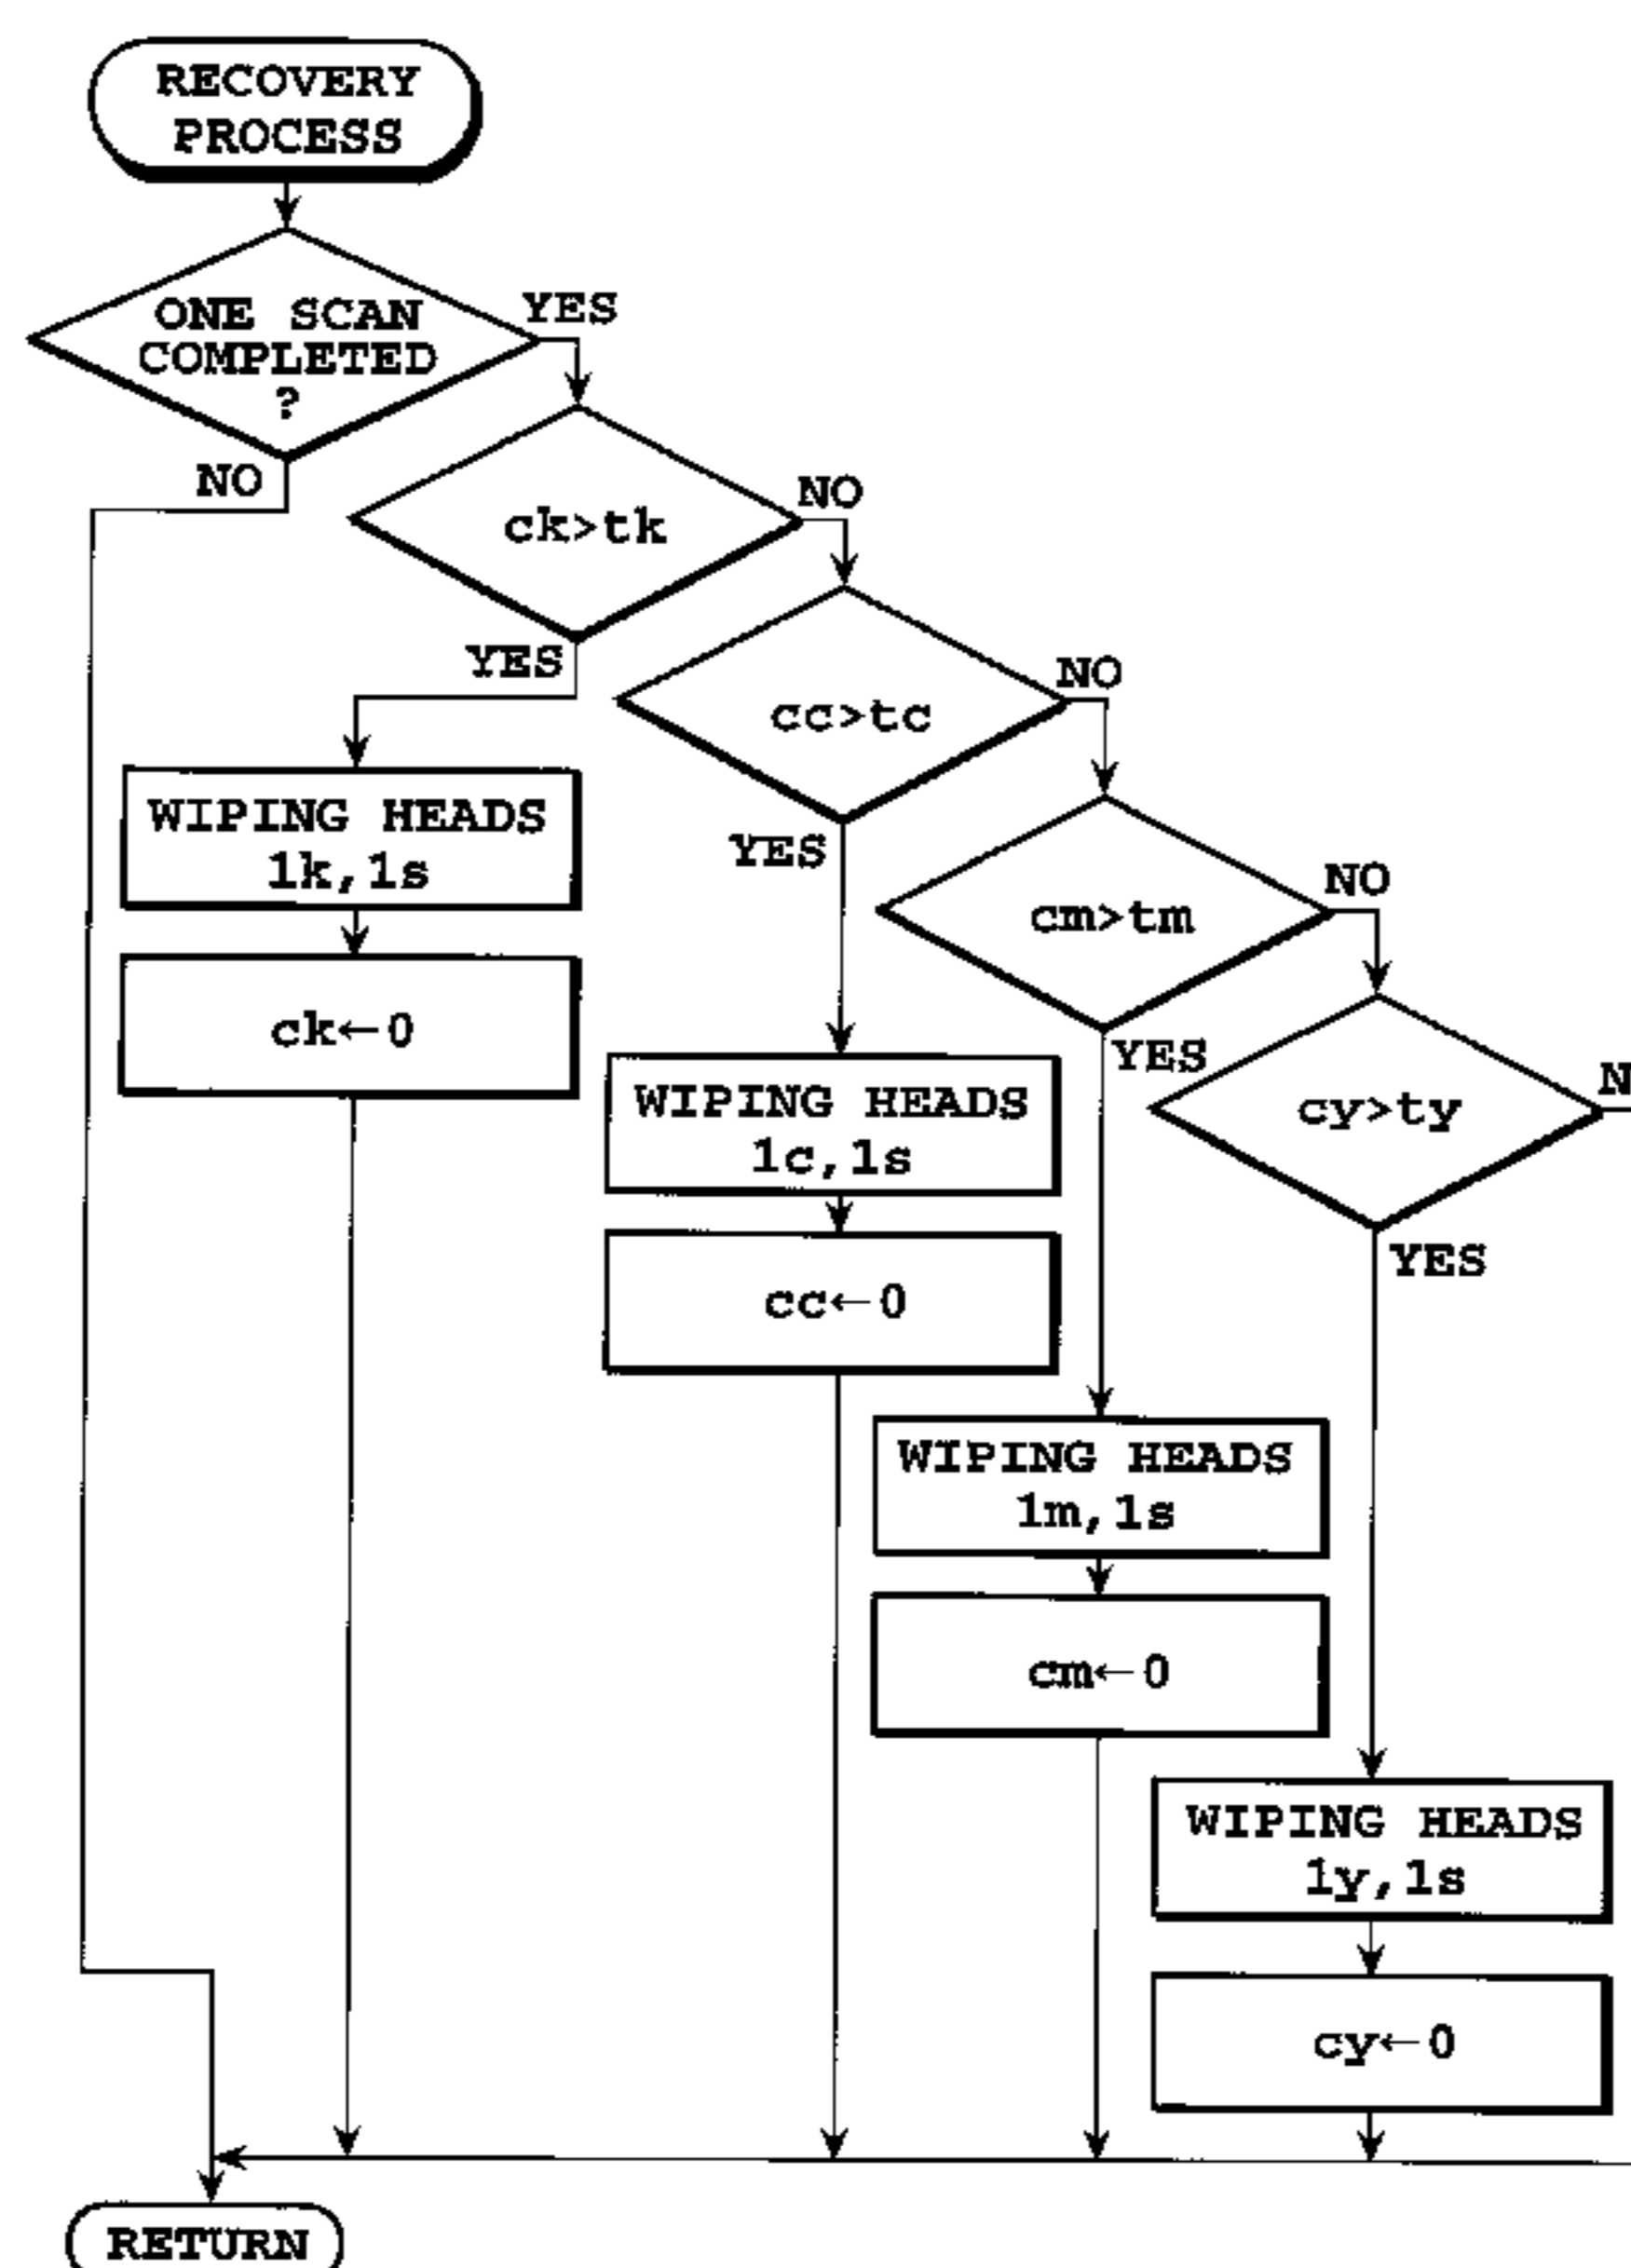 RECOVERY
PROCESS
ONE SCAN
COMPLETED
?
YES
NO
ck>tk
NO
YES
cc>tc
NO
YES
WIPING HEADS
1k,1s
ck←0
cm>tm
NO
YES
WIPING HEADS
1c,1s
cc←0
cy>ty
N
YES
WIPING HEADS
1m,1s
cm←0
WIPING HEADS
1y,1s
cy←0
RETURN